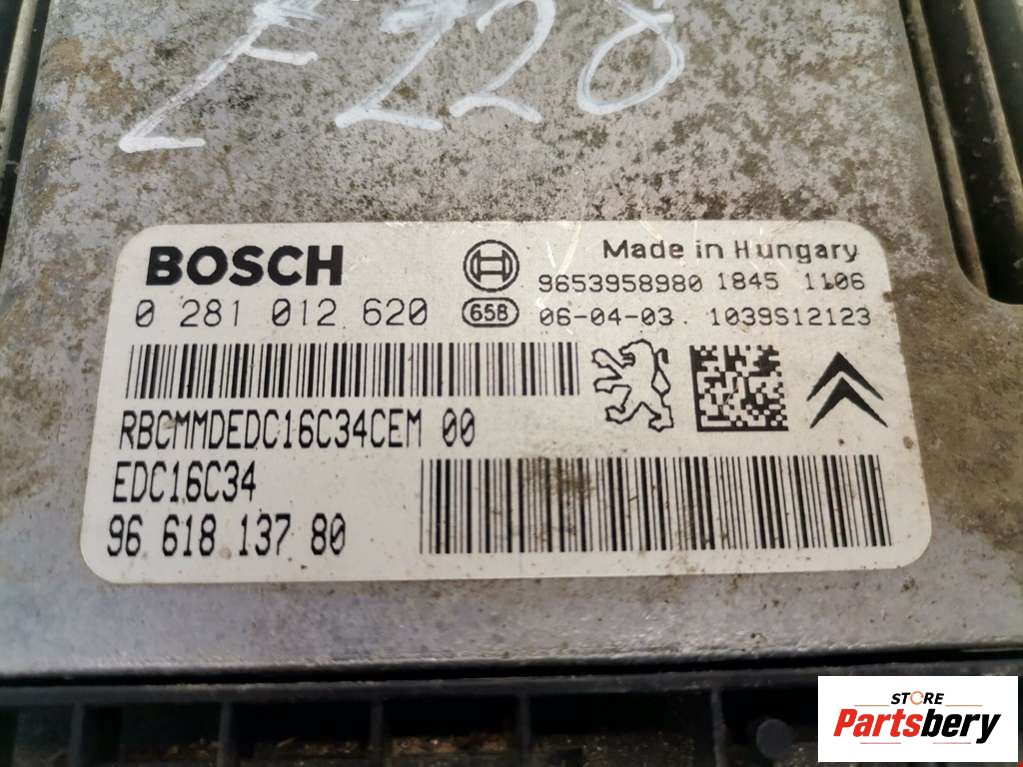 E220
BOSCH
Made in Hungary
9653958980 1845 1106
0 281 012 620
658
06-04-03 1039S12123
RBCMMDEDC16C34CEM 00
EDC16C34
96 618 137 80
STORE
Partsbery